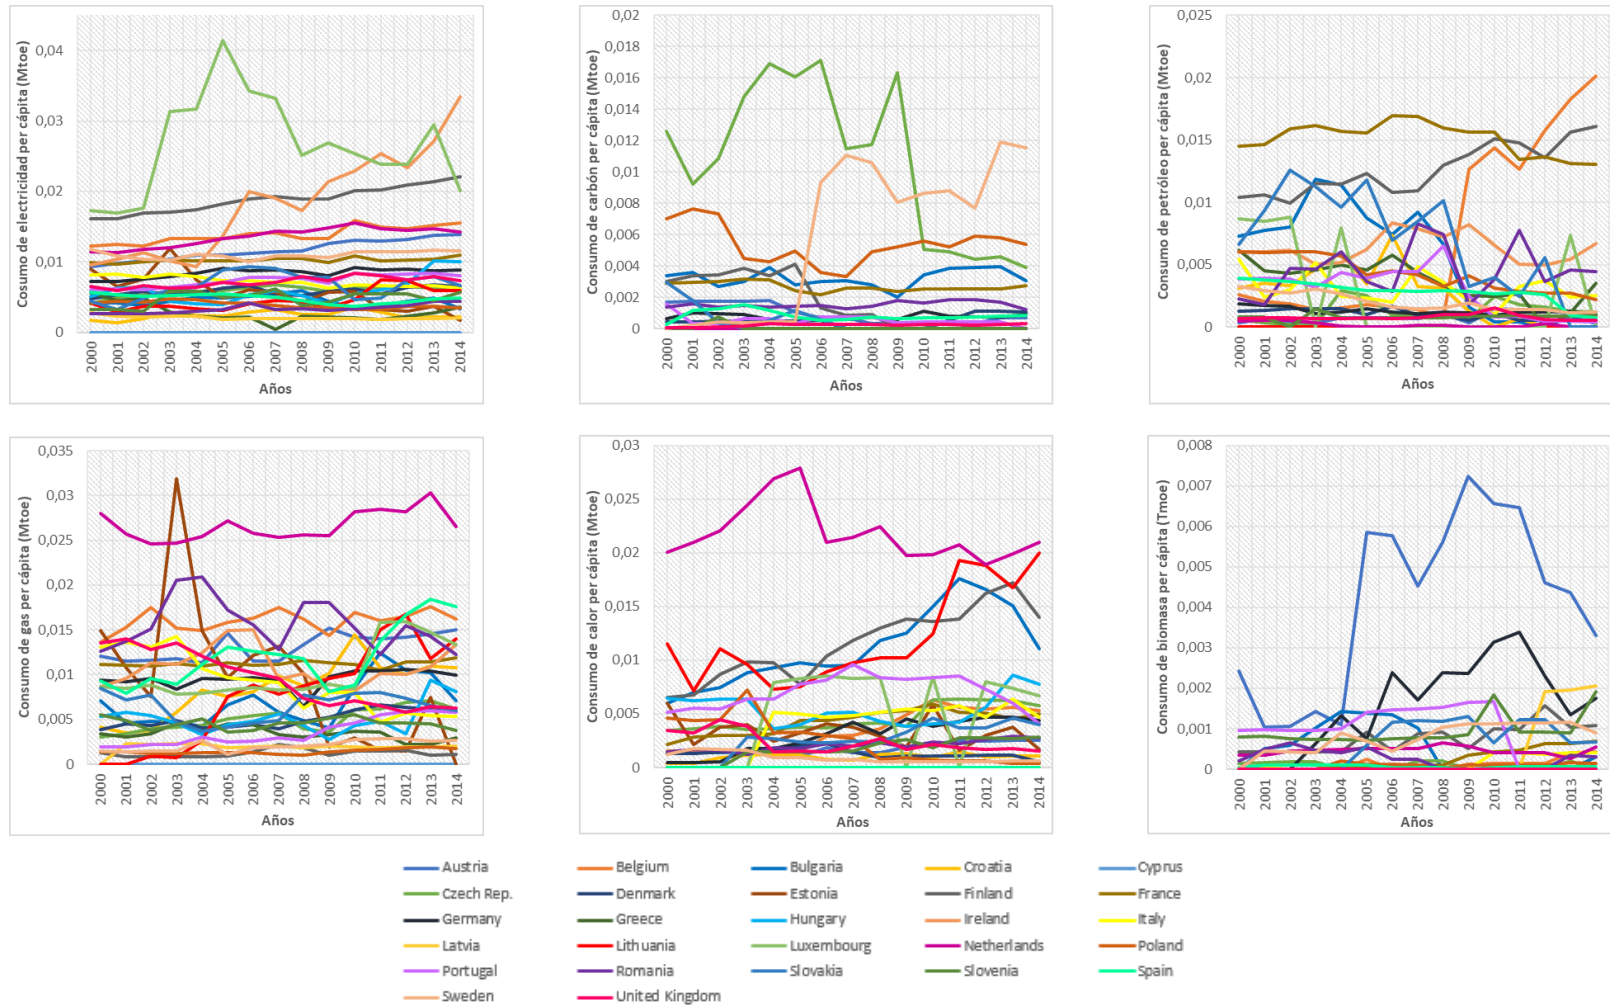 Cosumo de electricidad per cápita (Mtoe)
0,04
0,03
0,02
0,01
0
2000 2001 2002 2003 2004 2005 2006 2007 2008 2009 2010 2011 2012 2013 2014
Años
Consumo de carbón per cápita (Mtoe)
0,02
0,018
0,016
0,014
0,012
0,01
0,008
0,006
0,004
0,002
0
2000 2001 2002 2003 2004 2005 2006 2007 2008 2009 2010 2011 2012 2013 2014
Años
Consumo de petróleo per cápita (Mtoe)
0,025
0,02
0,015
0,01
0,005
0
2000 2001 2002 2003 2004 2005 2006 2007 2008 2009 2010 2011 2012 2013 2014
Años
Consumo de gas per cápita (Mtoe)
0,035
0,03
0,025
0,02
0,015
0,01
0,005
0
2000 2001 2002 2003 2004 2005 2006 2007 2008 2009 2010 2011 2012 2013 2014
Años
Consumo de calor per cápita (Mtoe)
0,03
0,025
0,02
0,015
0,01
0,005
0
2000 2001 2002 2003 2004 2005 2006 2007 2008 2009 2010 2011 2012 2013 2014
Años
Consumo de biomasa per cápita (Tmoe)
0,008
0,007
0,006
0,005
0,004
0,003
0,002
0,001
0
2000 2001 2002 2003 2004 2005 2006 2007 2008 2009 2010 2011 2012 2013 2014
Años
Austria Belgium Bulgaria Croatia Cyprus
Czech Rep. Denmark Estonia Finland France
Germany Greece Hungary Ireland Italy
Latvia Lithuania Luxembourg Netherlands Poland
Portugal Romania Slovakia Slovenia Spain
Sweden United Kingdom